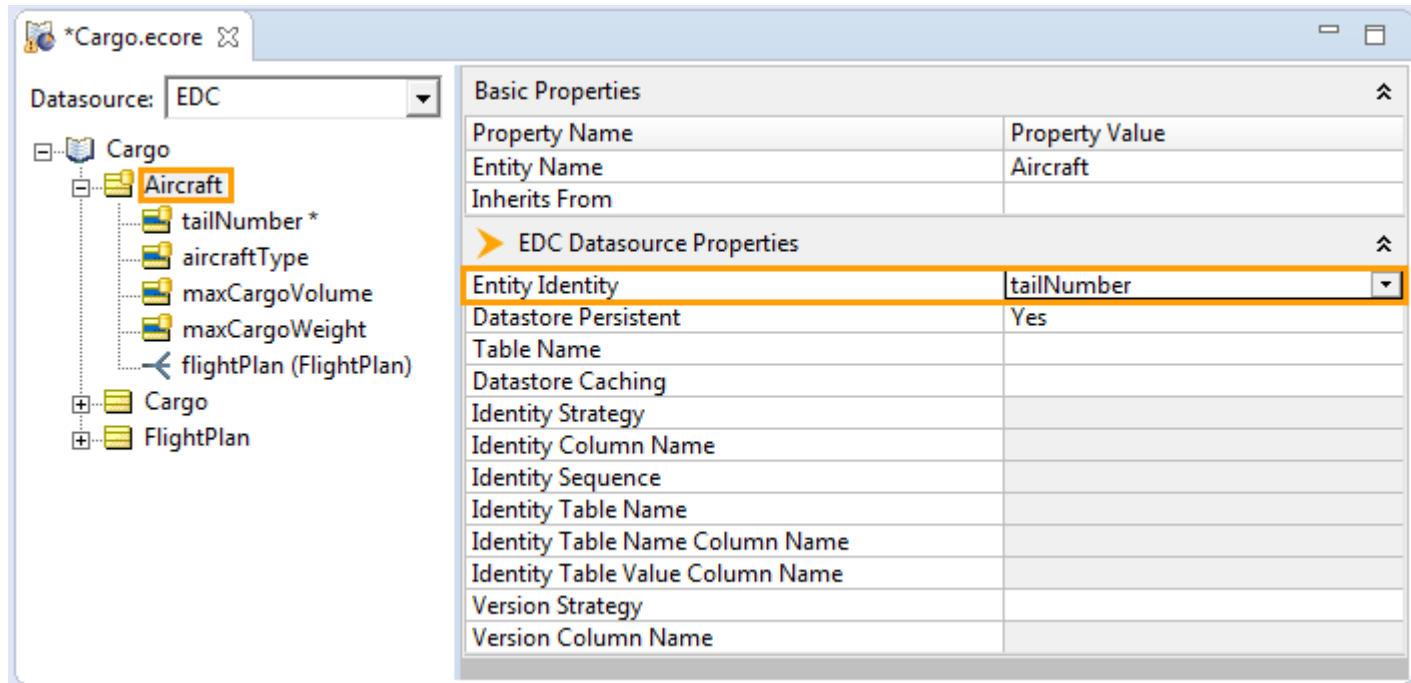 *Cargo.ecore
Datasource: EDC
Cargo
Aircraft
tailNumber *
aircraftType
maxCargoVolume
maxCargoWeight
flightPlan (FlightPlan)
Cargo
FlightPlan
Basic Properties
Property Name Property Value
Entity Name Aircraft
Inherits From
EDC Datasource Properties
Entity Identity tailNumber
Datastore Persistent Yes
Table Name
Datastore Caching
Identity Strategy
Identity Column Name
Identity Sequence
Identity Table Name
Identity Table Name Column Name
Identity Table Value Column Name
Version Strategy
Version Column Name